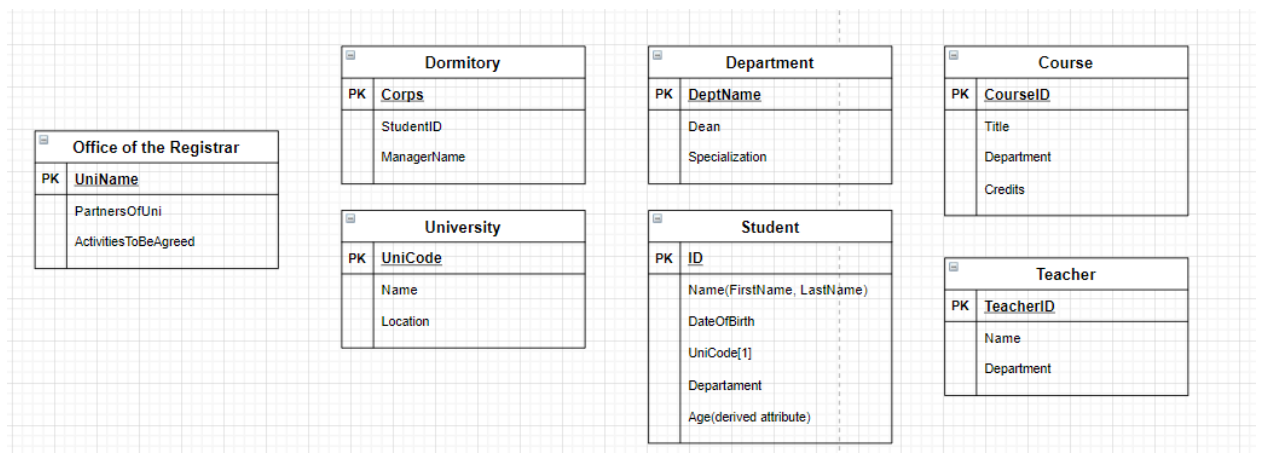 Office of the Registrar
PK UniName
PartnersOfUni
ActivitiesToBeAgreed
Dormitory
PK Corps
StudentID
ManagerName
University
PK UniCode
Name
Location
Department
PK DeptName
Dean
Specialization
Student
PK ID
Name(FirstName, LastName)
DateOfBirth
UniCode[1]
Departament
Age(derived attribute)
Course
PK CourseID
Title
Department
Credits
Teacher
PK TeacherID
Name
Department